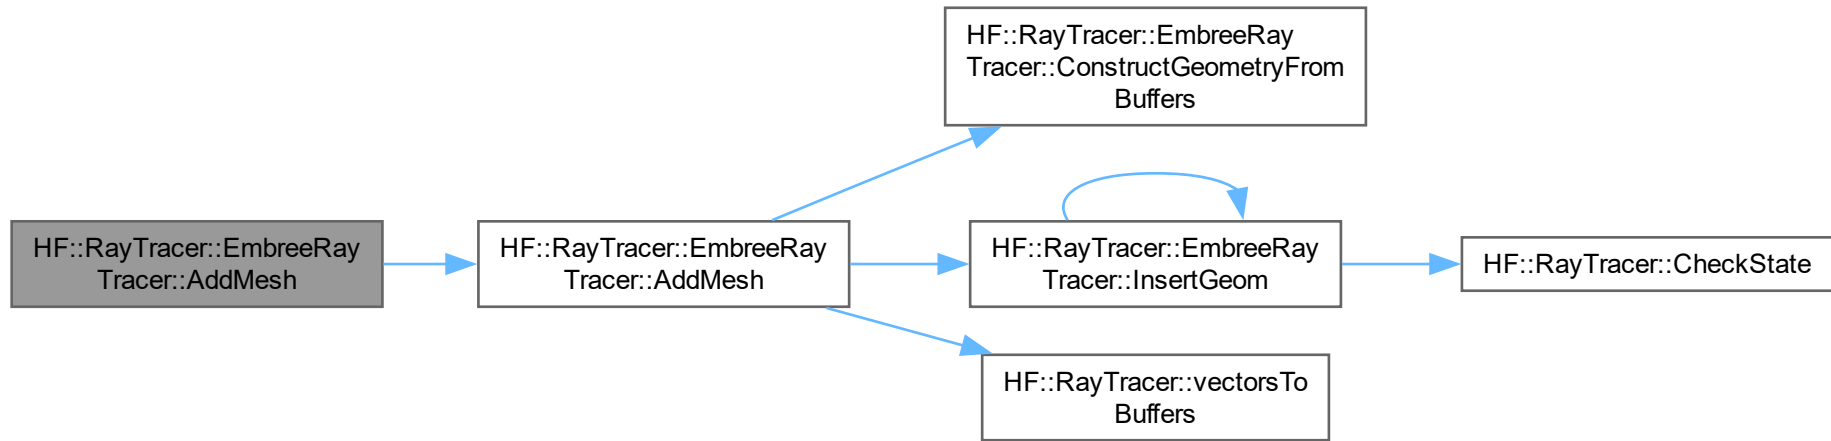 HF::RayTracer::EmbreeRay
Tracer::AddMesh
HF::RayTracer::EmbreeRay
Tracer::AddMesh
HF::RayTracer::EmbreeRay
Tracer::ConstructGeometryFrom
Buffers
HF::RayTracer::EmbreeRay
Tracer::InsertGeom
HF::RayTracer::CheckState
HF::RayTracer::vectorsTo
Buffers